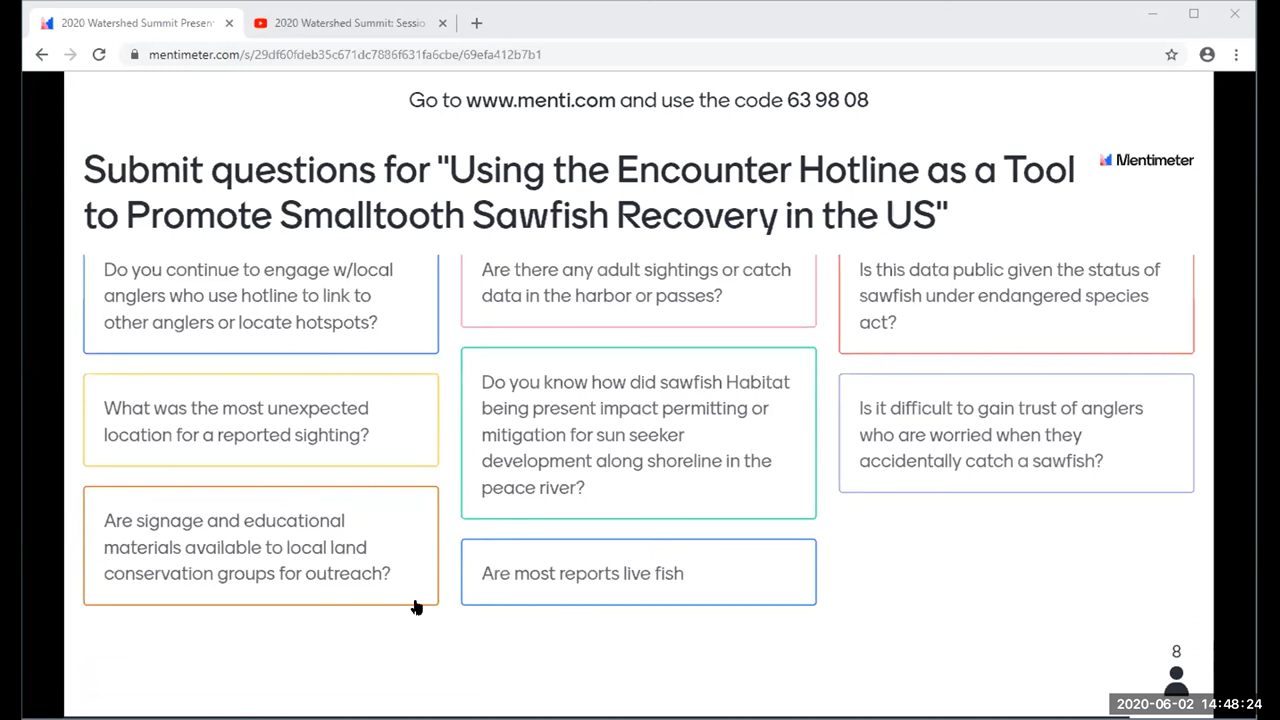 2020 Watershed Summit Presen
2020 Watershed Summit: Sessio
mentimeter.com/s/29df60fdeb35c671dc7886f631fa6cbe/69efa412b7b1
Go to www.menti.com and use the code 63 98 08
Submit questions for "Using the Encounter Hotline as a Tool
to Promote Smalltooth Sawfish Recovery in the US"
Mentimeter
Do you continue to engage w/local
anglers who use hotline to link to
other anglers or locate hotspots?
What was the most unexpected
location for a reported sighting?
Are signage and educational
materials available to local land
conservation groups for outreach?
Are there any adult sightings or catch
data in the harbor or passes?
Do you know how did sawfish Habitat
being present impact permitting or
mitigation for sun seeker
development along shoreline in the
peace river?
Are most reports live fish
Is this data public given the status of
sawfish under endangered species
act?
Is it difficult to gain trust of anglers
who are worried when they
accidentally catch a sawfish?
8
2020-06-02 14:48:24